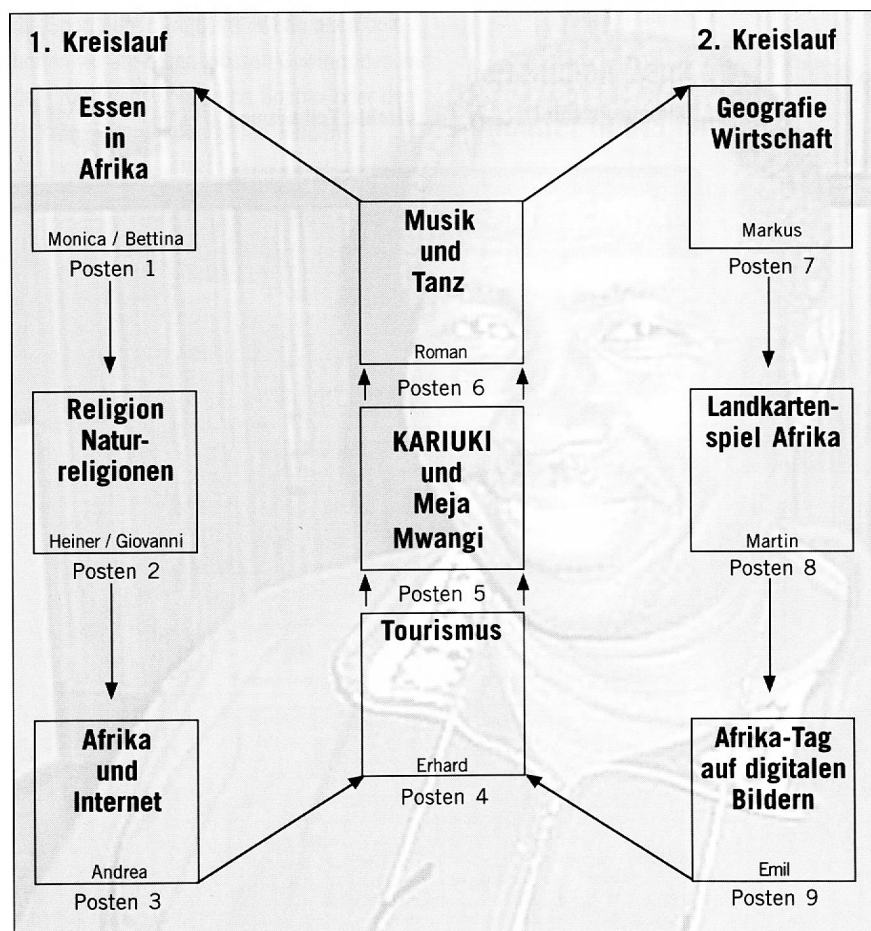 1. Kreislauf
Essen
in
Afrika
Monica / Bettina
Posten 1
Religion
Natur-
religionen
Heiner / Giovanni
Posten 2
Afrika
und
Internet
Andrea
Posten 3
Musik
und
Tanz
Roman
Posten 6
KARIUKI
und
Meja
Mwangi
Posten 5
Tourismus
Erhard
Posten 4
2. Kreislauf
Geografie
Wirtschaft
Markus
Posten 7
Landkarten-
spiel Afrika
Martin
Posten 8
Afrika-Tag
auf digitalen
Bildern
Emil
Posten 9